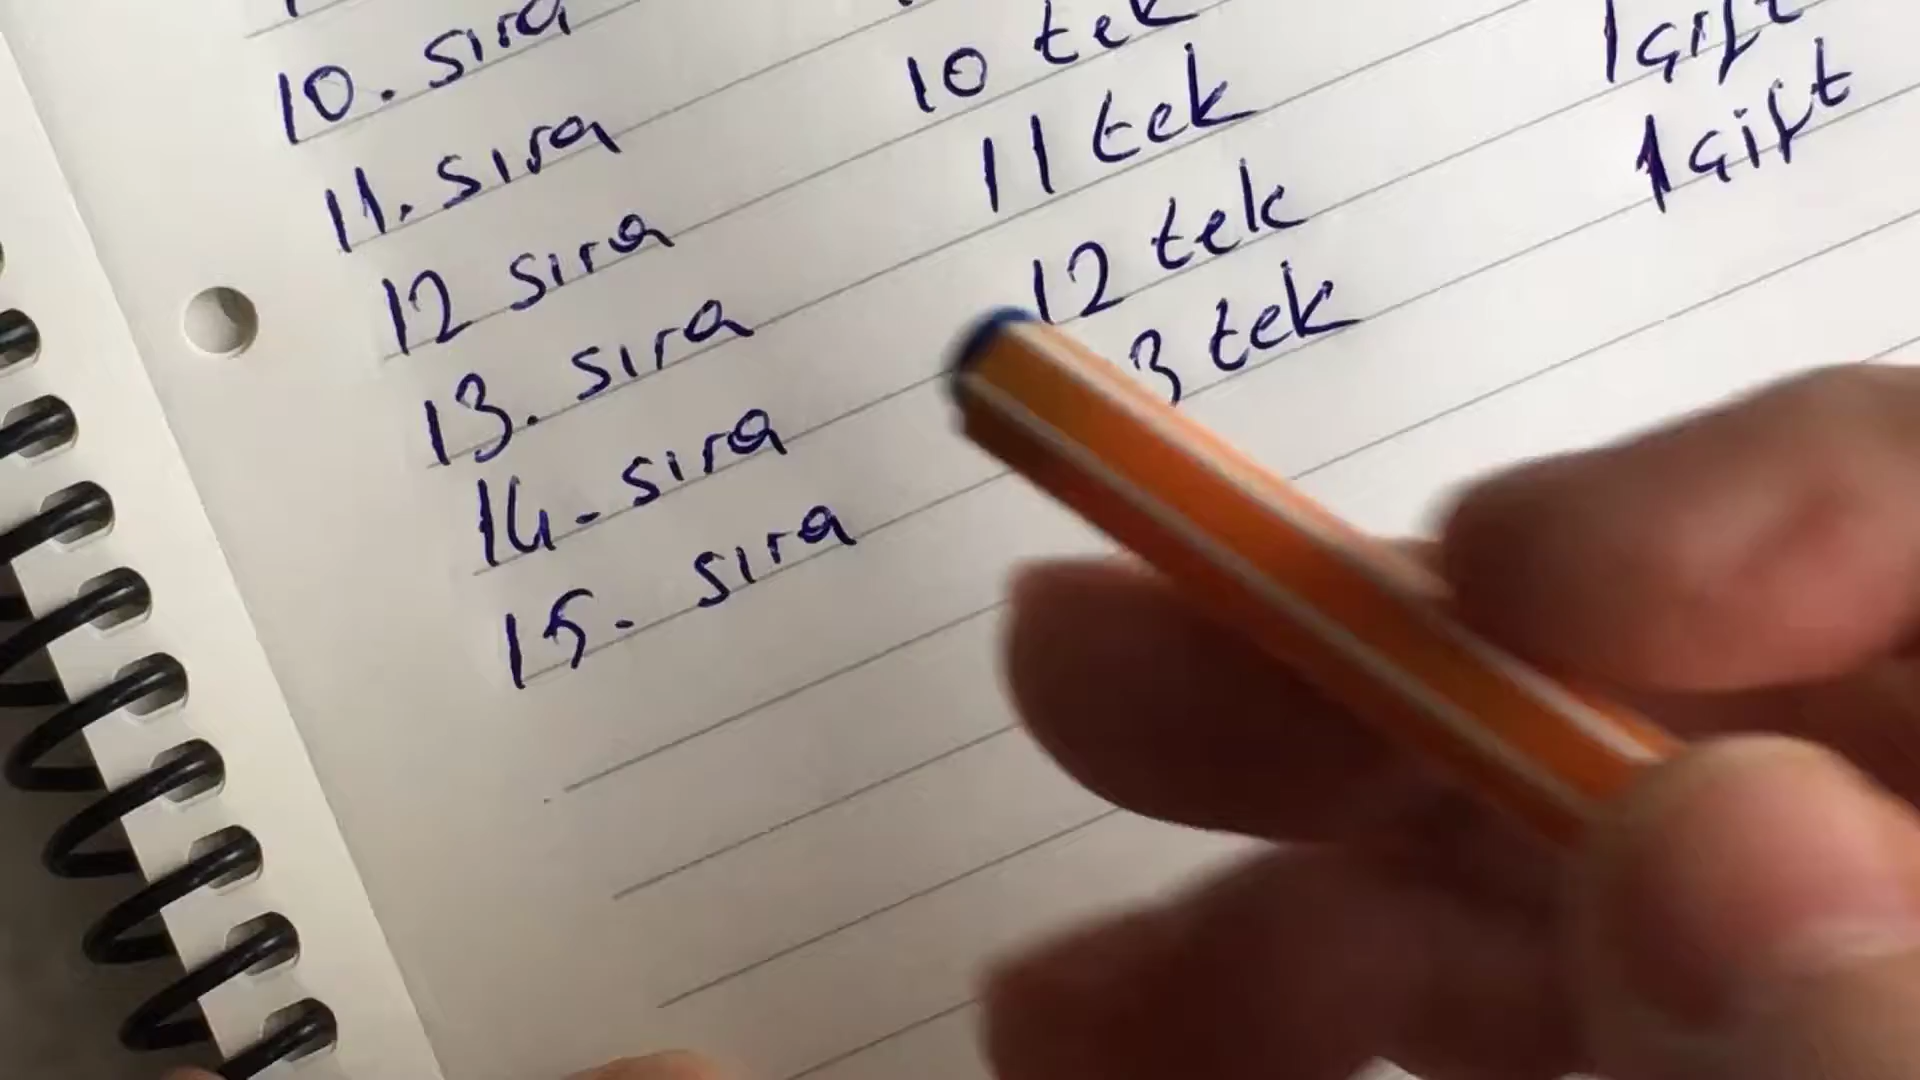 10. sıra
11. sıra
12 sıra 10 tek
13. sıra 11 tek
14. sıra 12 tek 1 çift
15. sıra 3 tek 1 çift